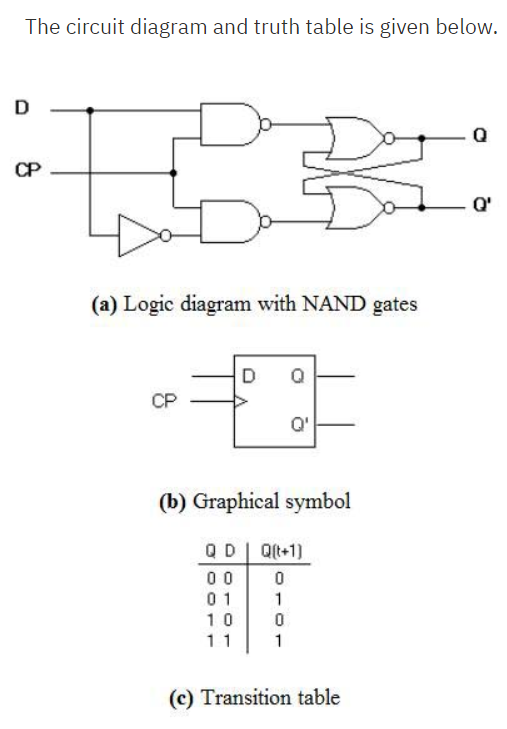 The circuit diagram and truth table is given below.
D
Q
CP
Q'
(a) Logic diagram with NAND gates
D Q
CP
Q'
(b) Graphical symbol
Q D Q(t+1)
0 0 0
0 1 1
1 0 0
1 1 1
(c) Transition table